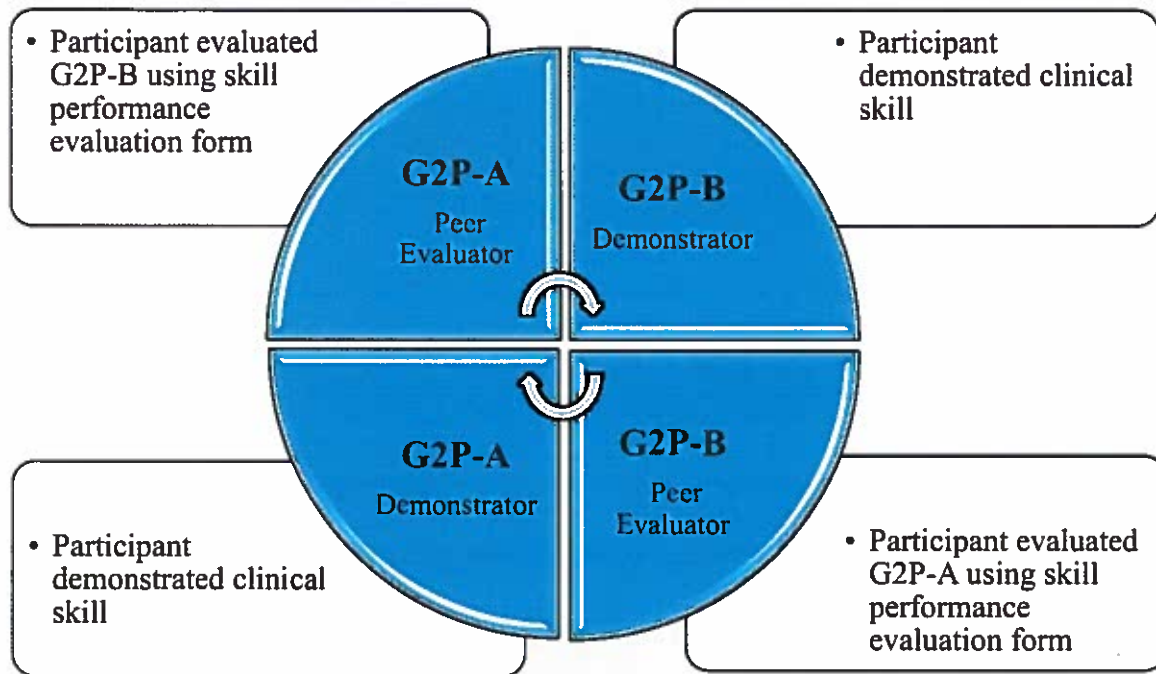 • Participant evaluated
G2P-B using skill
performance
evaluation form
• Participant
demonstrated clinical
skill
G2P-A
Peer
Evaluator
G2P-B
Demonstrator
G2P-A
Demonstrator
G2P-B
Peer
Evaluator
• Participant
demonstrated clinical
skill
• Participant evaluated
G2P-A using skill
performance
evaluation form